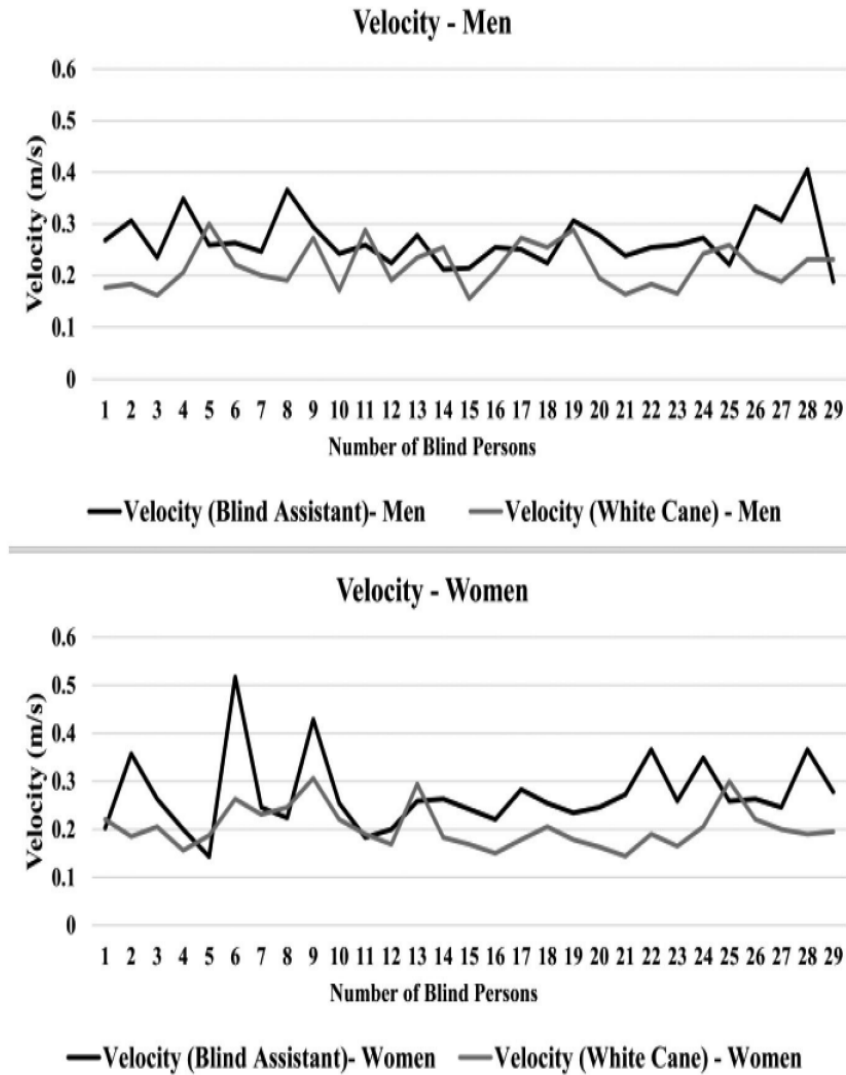 Velocity - Men
0.6
0.5
0.4
0.3
0.2
0.1
0
Velocity (m/s)
1 2 3 4 5 6 7 8 9 10 11 12 13 14 15 16 17 18 19 20 21 22 23 24 25 26 27 28 29
Number of Blind Persons
Velocity (Blind Assistant)- Men Velocity (White Cane) - Men
Velocity - Women
0.6
0.5
0.4
0.3
0.2
0.1
0
Velocity (m/s)
1 2 3 4 5 6 7 8 9 10 11 12 13 14 15 16 17 18 19 20 21 22 23 24 25 26 27 28 29
Number of Blind Persons
Velocity (Blind Assistant)- Women Velocity (White Cane) - Women